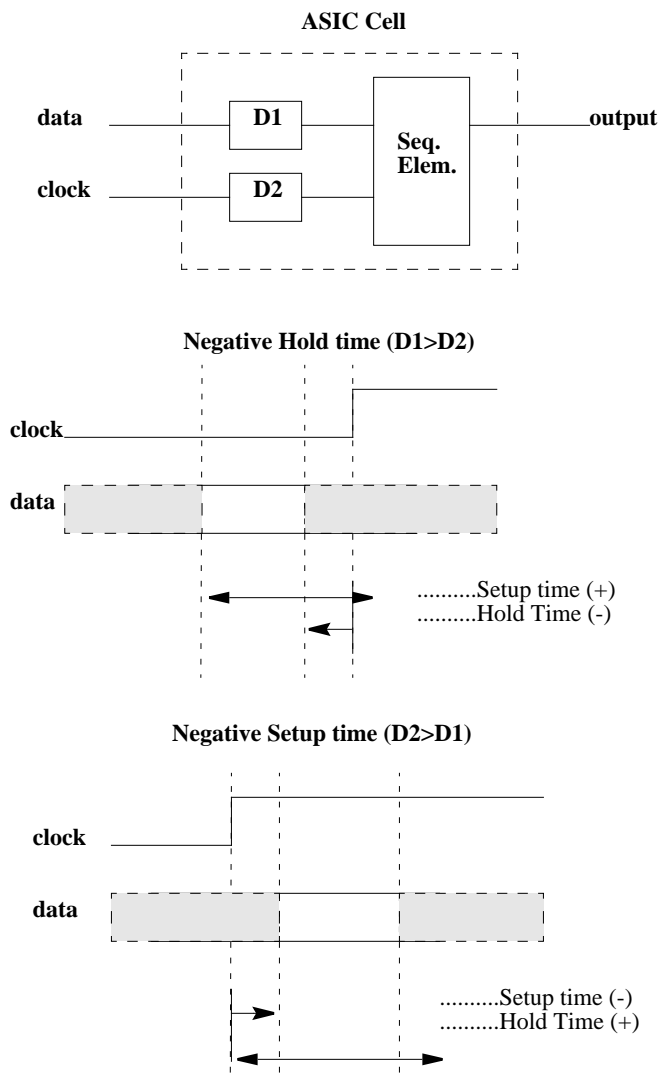 ASIC Cell
data
D1
output
Seq.
Elem.
clock
D2
Negative Hold time (D1>D2)
clock
data
..........Setup time (+)
..........Hold Time (-)
Negative Setup time (D2>D1)
clock
data
..........Setup time (-)
..........Hold Time (+)